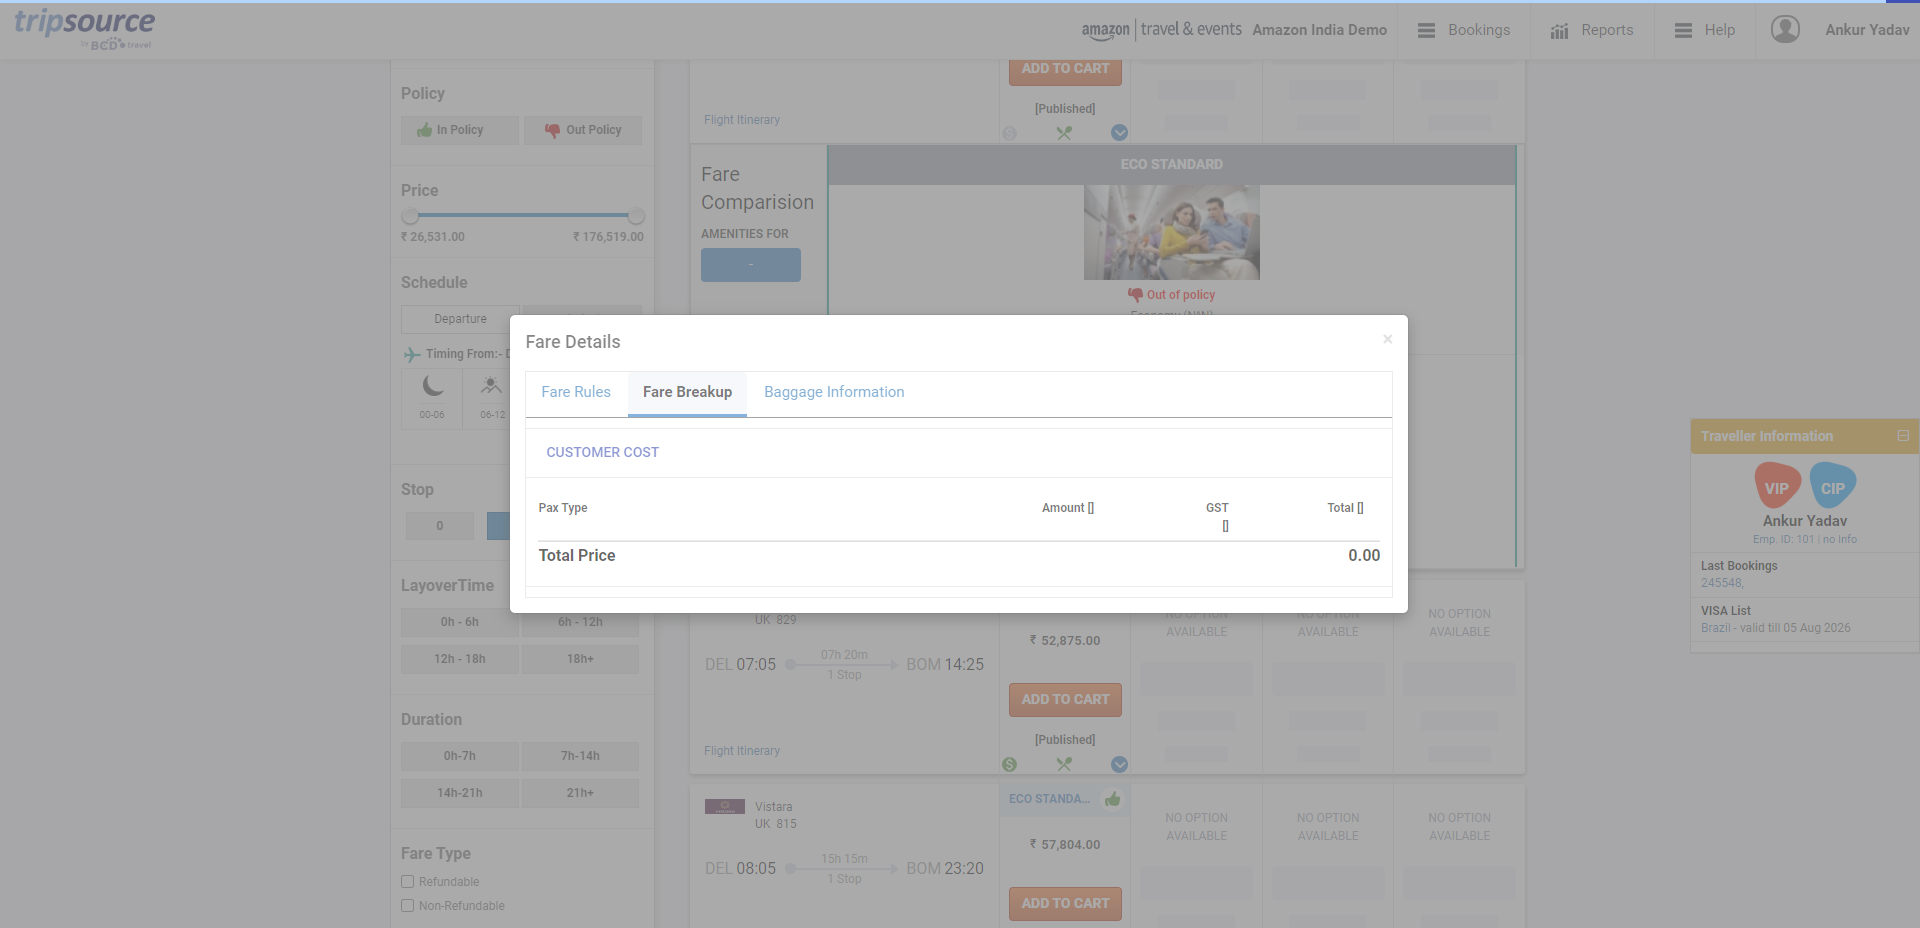 tripsource
by BCD travel
amazon | travel & events Amazon India Demo
Bookings
Reports
Help
Ankur Yadav
Policy
In Policy
Out Policy
Price
₹ 26,531.00
₹ 176,519.00
Schedule
Departure
Timing From:-
00-06
06-12
Stop
0
LayoverTime
0h - 6h
6h - 12h
12h - 18h
18h+
Duration
0h-7h
7h-14h
14h-21h
21h+
Fare Type
Refundable
Non-Refundable
ADD TO CART
[Published]
Flight Itinerary
Fare
Comparision
AMENITIES FOR
-
ECO STANDARD
Out of policy
Economy (NAN)
Fare Details
×
Fare Rules
Fare Breakup
Baggage Information
CUSTOMER COST
Pax Type
Amount []
GST
[]
Total []
Total Price
0.00
UK 829
DEL 07:05
07h 20m
1 Stop
BOM 14:25
Flight Itinerary
₹ 52,875.00
ADD TO CART
[Published]
NO OPTION
AVAILABLE
NO OPTION
AVAILABLE
NO OPTION
AVAILABLE
Vistara
UK 815
DEL 08:05
15h 15m
1 Stop
BOM 23:20
ECO STANDA...
₹ 57,804.00
ADD TO CART
NO OPTION
AVAILABLE
NO OPTION
AVAILABLE
NO OPTION
AVAILABLE
Traveller Information
VIP
CIP
Ankur Yadav
Emp. ID: 101 | no Info
Last Bookings
245548,
VISA List
Brazil - valid till 05 Aug 2026